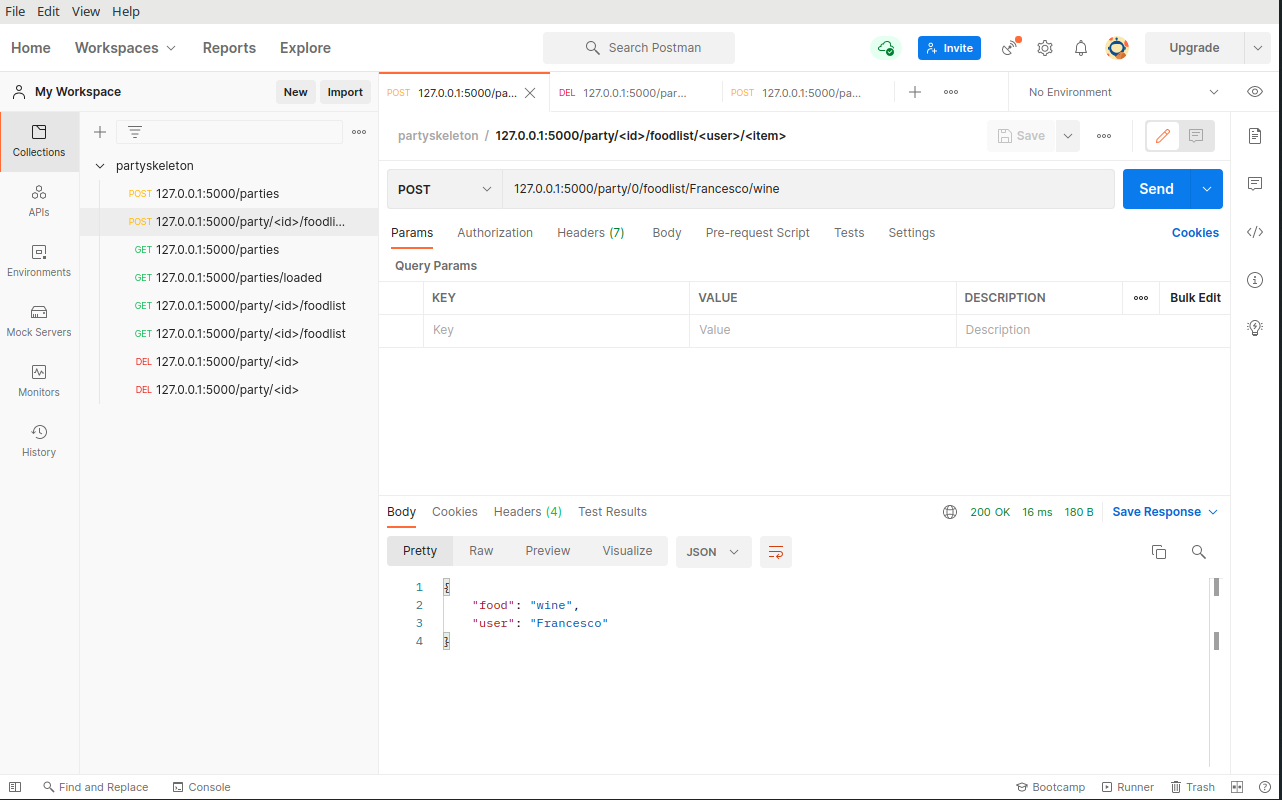 File Edit View Help
Home Workspaces Reports Explore Search Postman Invite Upgrade
My Workspace New Import
POST 127.0.0.1:5000/pa... DEL 127.0.0.1:5000/par... POST 127.0.0.1:5000/pa... No Environment
Collections
APIs
Environments
Mock Servers
Monitors
History
partyskeleton
POST 127.0.0.1:5000/parties
POST 127.0.0.1:5000/party/<id>/foodli...
GET 127.0.0.1:5000/parties
GET 127.0.0.1:5000/parties/loaded
GET 127.0.0.1:5000/party/<id>/foodlist
GET 127.0.0.1:5000/party/<id>/foodlist
DEL 127.0.0.1:5000/party/<id>
DEL 127.0.0.1:5000/party/<id>
partyskeleton / 127.0.0.1:5000/party/<id>/foodlist/<user>/<item> Save
POST 127.0.0.1:5000/party/0/foodlist/Francesco/wine Send
Params Authorization Headers (7) Body Pre-request Script Tests Settings Cookies
Query Params
KEY VALUE DESCRIPTION Bulk Edit
Key Value Description
Body Cookies Headers (4) Test Results 200 OK 16 ms 180 B Save Response
Pretty Raw Preview Visualize JSON
1 {
2 "food": "wine",
3 "user": "Francesco"
4 }
Find and Replace Console Bootcamp Runner Trash